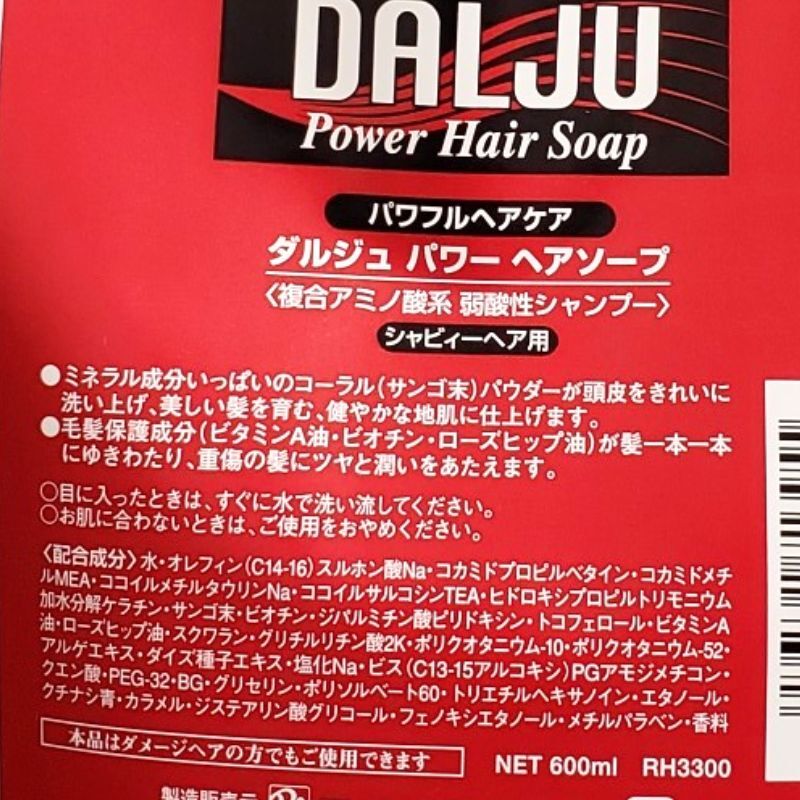 DALJU
Power Hair Soap
パワフルヘアケア
ダルジュ パワー ヘアソープ
〈複合アミノ酸系 弱酸性シャンプー〉
シャビィーヘア用
●ミネラル成分いっぱいのコーラル(サンゴ末)パウダーが頭皮をきれいに
洗い上げ、美しい髪を育む、健やかな地肌に仕上げます。
●毛髪保護成分(ビタミンA油・ビオチン・ローズヒップ油)が髪一本一本
にゆきわたり、重傷の髪にツヤと潤いをあたえます。
○目に入ったときは、すぐに水で洗い流してください。
○お肌に合わないときは、ご使用をおやめください。
〈配合成分〉水・オレフィン(C14-16)スルホン酸Na・コカミドプロピルベタイン・コカミドメチ
ルMEA・ココイルメチルタウリンNa・ココイルサルコシンTEA・ヒドロキシプロピルトリモニウム
加水分解ケラチン・サンゴ末・ビオチン・ジパルミチン酸ピリドキシン・トコフェロール・ビタミンA
油・ローズヒップ油・スクワラン・グリチルリチン酸2K・ポリクオタニウム-10・ポリクオタニウム-52・
アルゲエキス・ダイズ種子エキス・塩化Na・ビス(C13-15アルコキシ)PGアモジメチコン・
クエン酸・PEG-32・BG・グリセリン・ポリソルベート60・トリエチルヘキサノイン・エタノール・
クチナシ青・カラメル・ジステアリン酸グリコール・フェノキシエタノール・メチルパラベン・香料
本品はダメージヘアの方でもご使用できます
NET 600ml RH3300
製造販売元